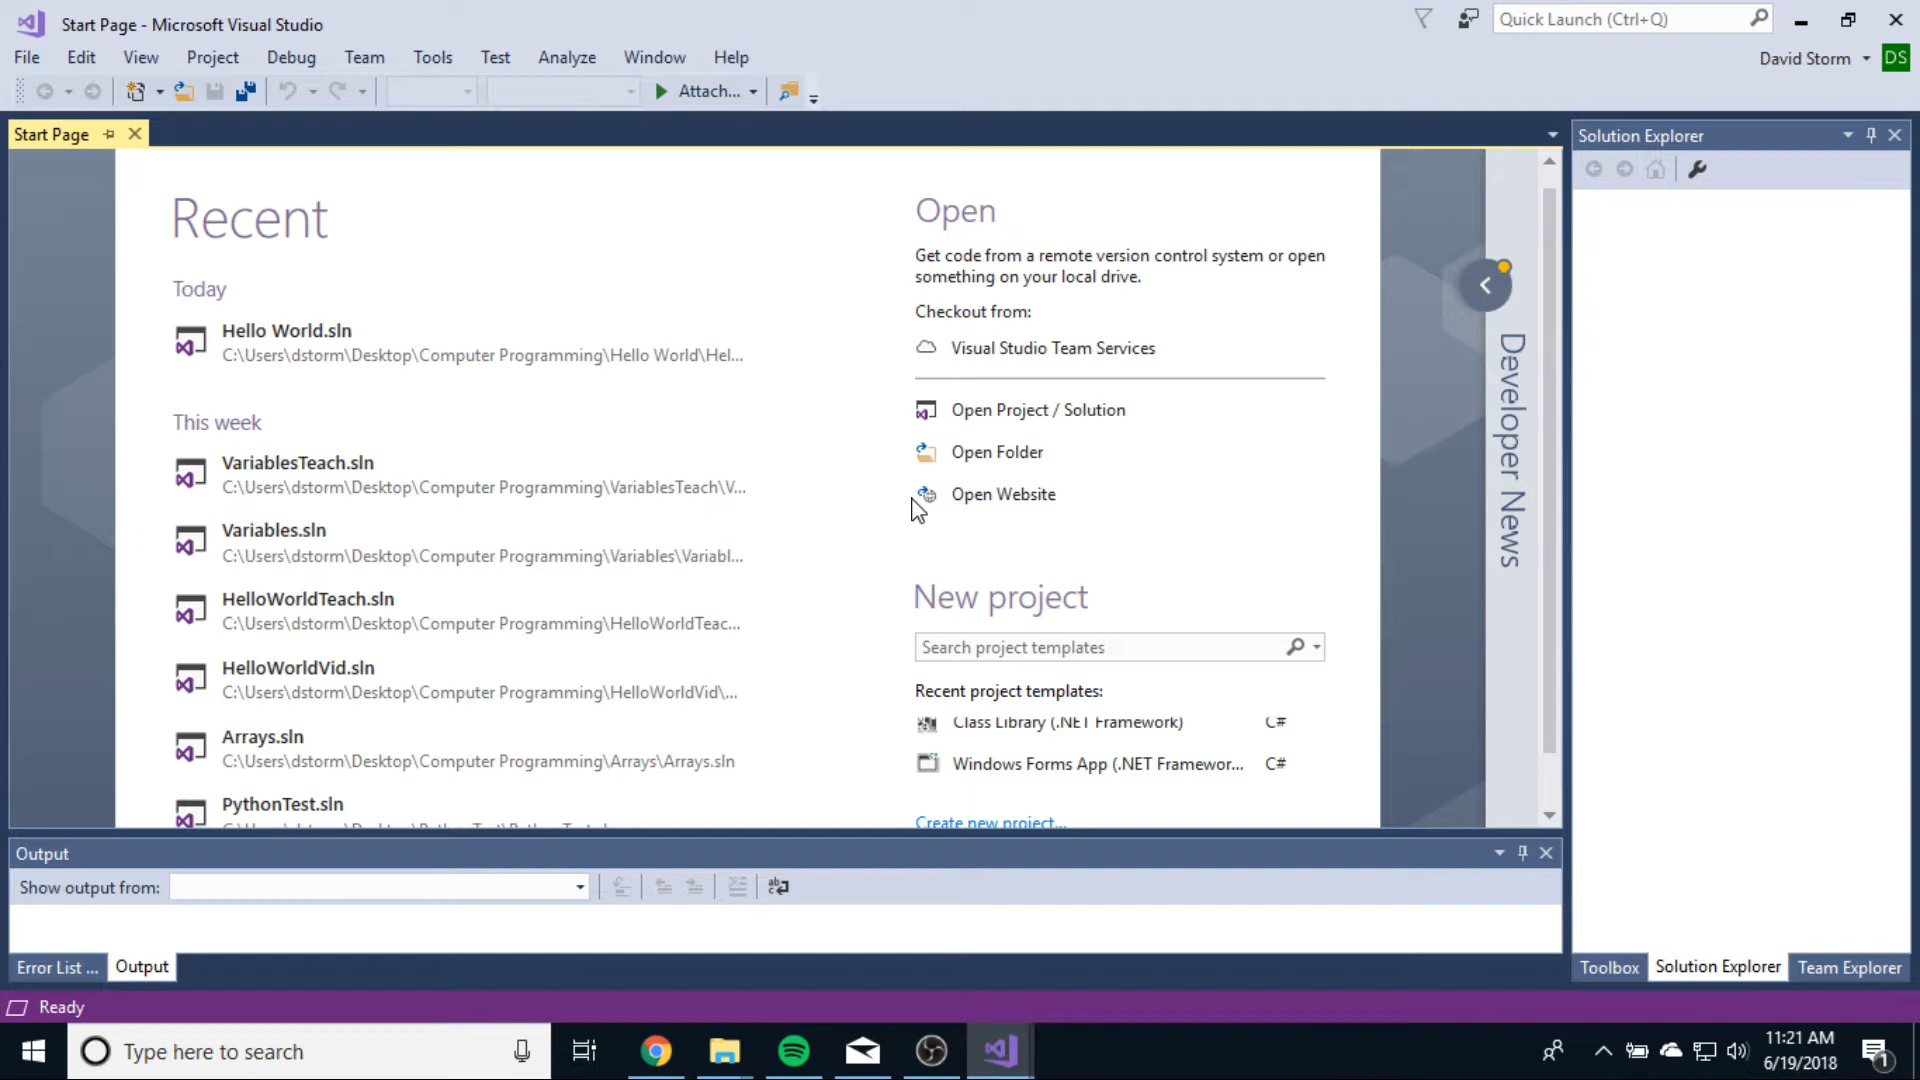 Start Page - Microsoft Visual Studio
Quick Launch (Ctrl+Q)
File Edit View Project Debug Team Tools Test Analyze Window Help
David Storm DS
Attach...
Start Page
Solution Explorer
Recent
Today
Hello World.sln
C:\Users\dstorm\Desktop\Computer Programming\Hello World\Hel...
This week
VariablesTeach.sln
C:\Users\dstorm\Desktop\Computer Programming\VariablesTeach\V...
Variables.sln
C:\Users\dstorm\Desktop\Computer Programming\Variables\Variabl...
HelloWorldTeach.sln
C:\Users\dstorm\Desktop\Computer Programming\HelloWorldTeac...
HelloWorldVid.sln
C:\Users\dstorm\Desktop\Computer Programming\HelloWorldVid\...
Arrays.sln
C:\Users\dstorm\Desktop\Computer Programming\Arrays\Arrays.sln
PythonTest.sln
Open
Get code from a remote version control system or open
something on your local drive.
Checkout from:
Visual Studio Team Services
Open Project / Solution
Open Folder
Open Website
New project
Search project templates
Recent project templates:
Class Library (.NET Framework) C#
Windows Forms App (.NET Framewor... C#
Create new project...
Developer News
Output
Show output from:
Error List ... Output
Toolbox Solution Explorer Team Explorer
Ready
Type here to search
11:21 AM
6/19/2018
1